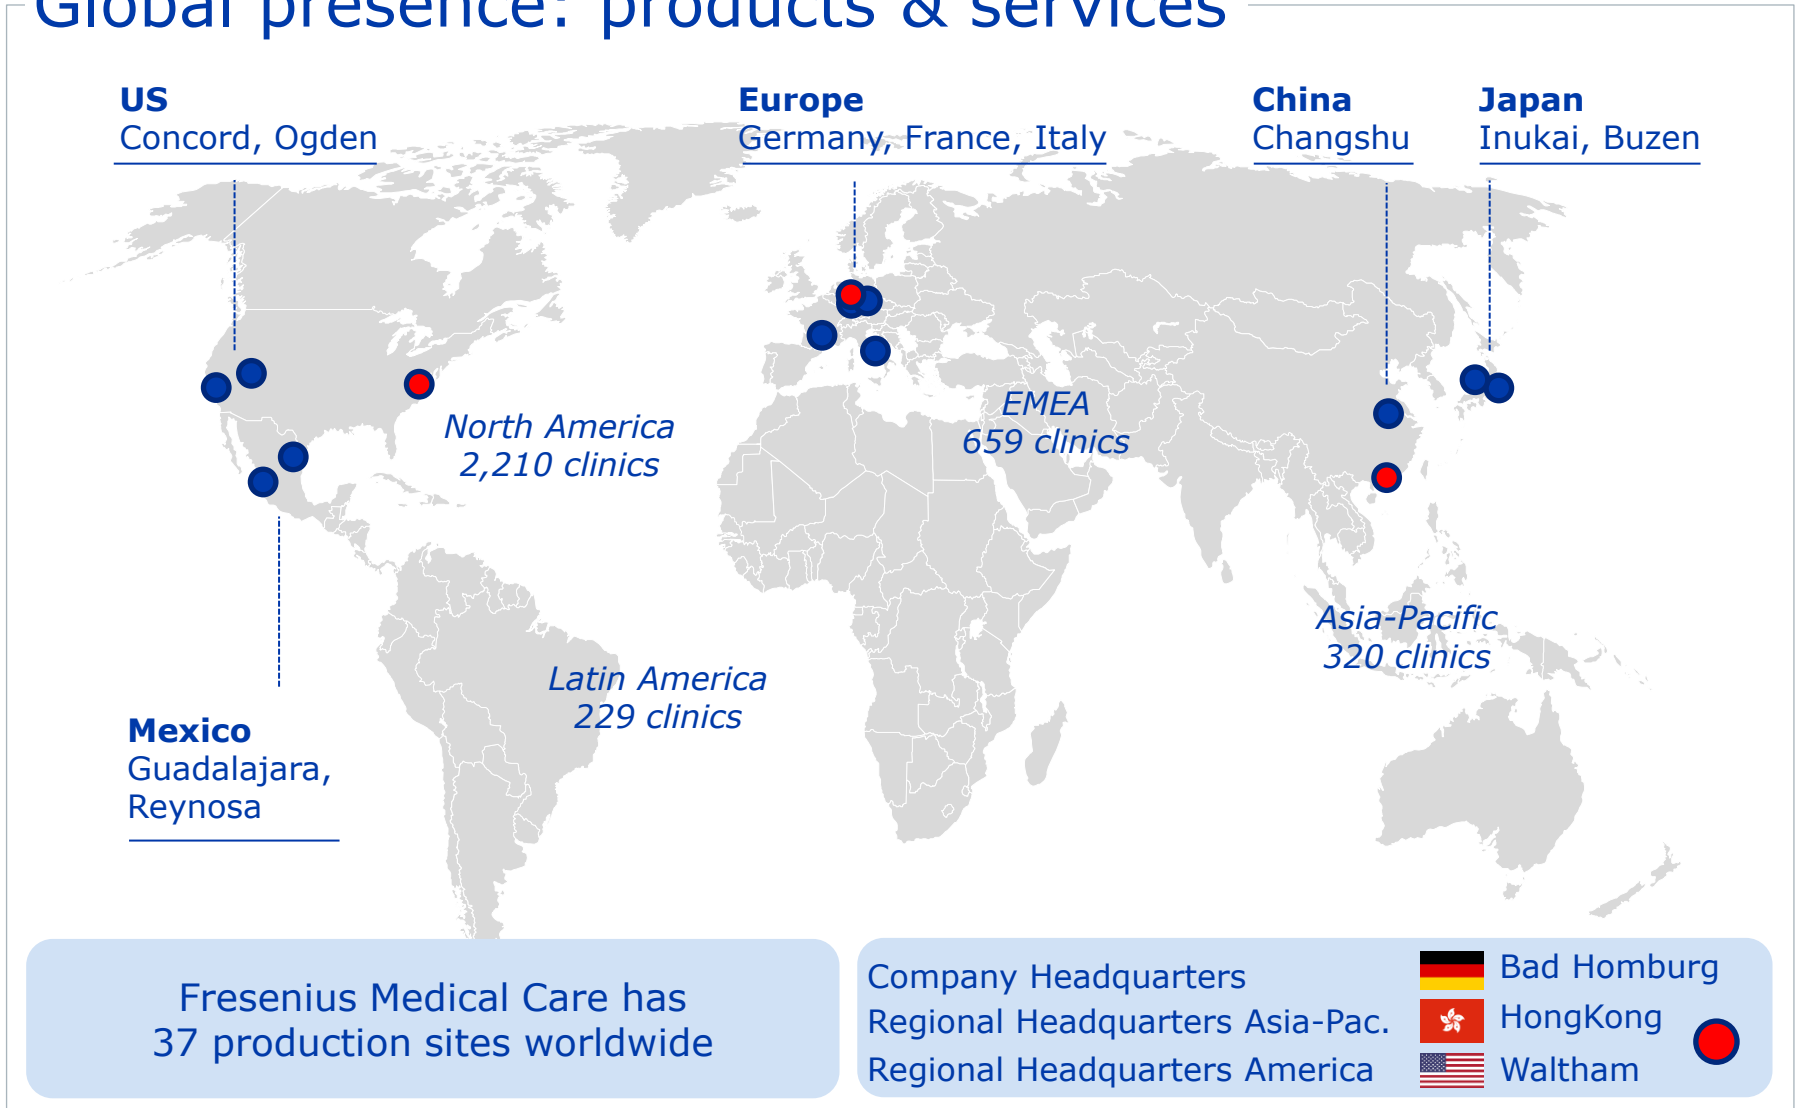 Global presence: products & services
US
Concord, Ogden
Europe
Germany, France, Italy
China
Changshu
Japan
Inukai, Buzen
North America
2,210 clinics
EMEA
659 clinics
Asia-Pacific
320 clinics
Latin America
229 clinics
Mexico
Guadalajara,
Reynosa
Fresenius Medical Care has
37 production sites worldwide
Company Headquarters
Bad Homburg
Regional Headquarters Asia-Pac.
HongKong
Regional Headquarters America
Waltham